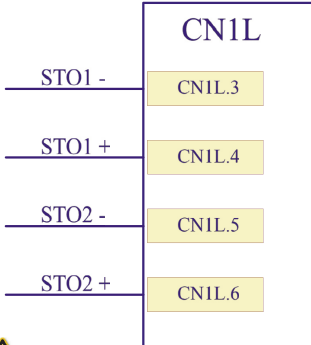 CN1L
STO1 - CN1L.3
STO1 + CN1L.4
STO2 - CN1L.5
STO2 + CN1L.6